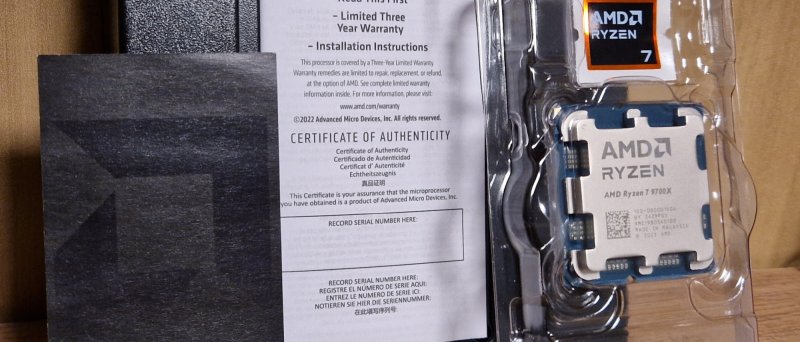 Read This First
– Limited Three
Year Warranty
– Installation Instructions
This processor is covered by a Three-Year Limited Warranty
Warranty remedies are limited to repair, replacement, or refund,
at the option of AMD. See complete limited warranty
information inside. For more information, please visit:
www.amd.com/warranty
©2022 Advanced Micro Devices, Inc. All rights reserved.
CERTIFICATE OF AUTHENTICITY
Certificate of Authenticity
Certificado de Autenticidad
Certificat d' Authenticité
Echtheitszeugnis
真品证明
This Certificate is your assurance that the microprocessor
you have obtained is a product of Advanced Micro Devices, Inc.
RECORD SERIAL NUMBER HERE:
RECORD SERIAL NUMBER HERE:
REGISTRE EL NÚMERO DE SERIE AQUI:
ENTREZ LE NUMÉRO DE SERIE ICI:
NOTIEREN SIE HIER DIE SERIENNUMMER:
在此填写序列号:
AMD
RYZEN
7
AMD
RYZEN
AMD Ryzen 7 9700X
MADE IN MALAYSIA
© 2023 AMD